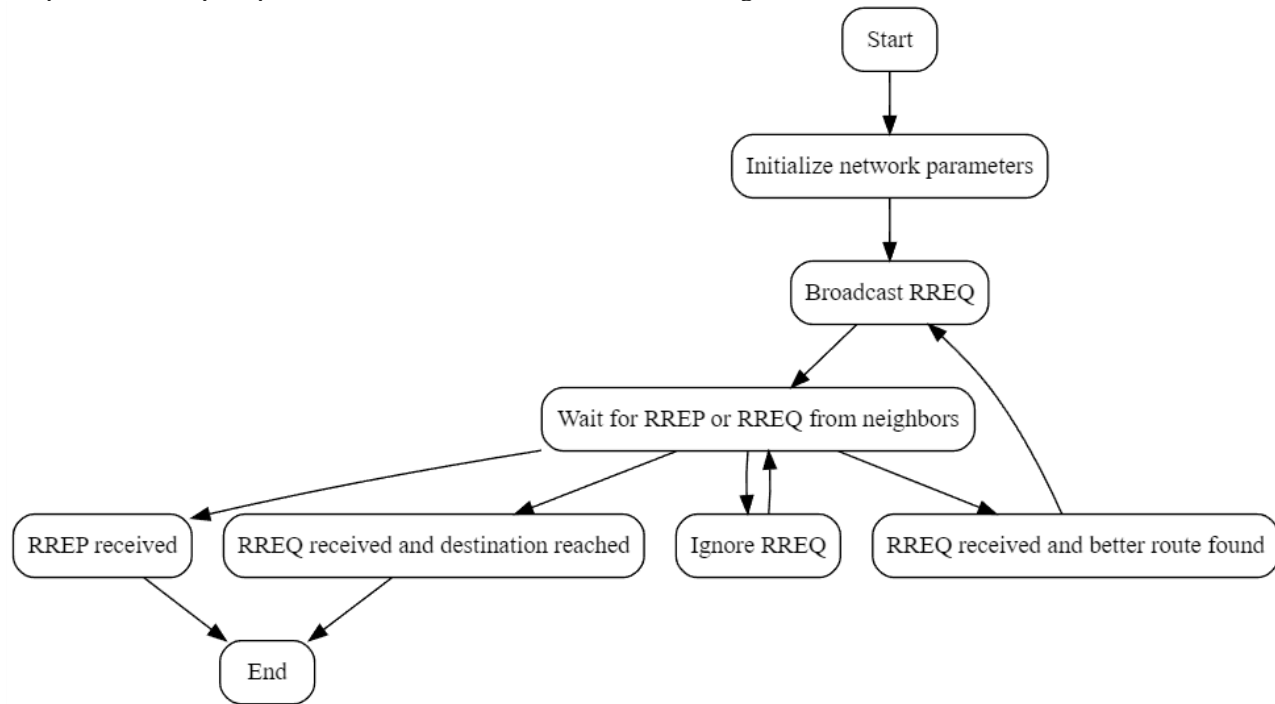 Start
Initialize network parameters
Broadcast RREQ
Wait for RREP or RREQ from neighbors
RREP received
RREQ received and destination reached
Ignore RREQ
RREQ received and better route found
End